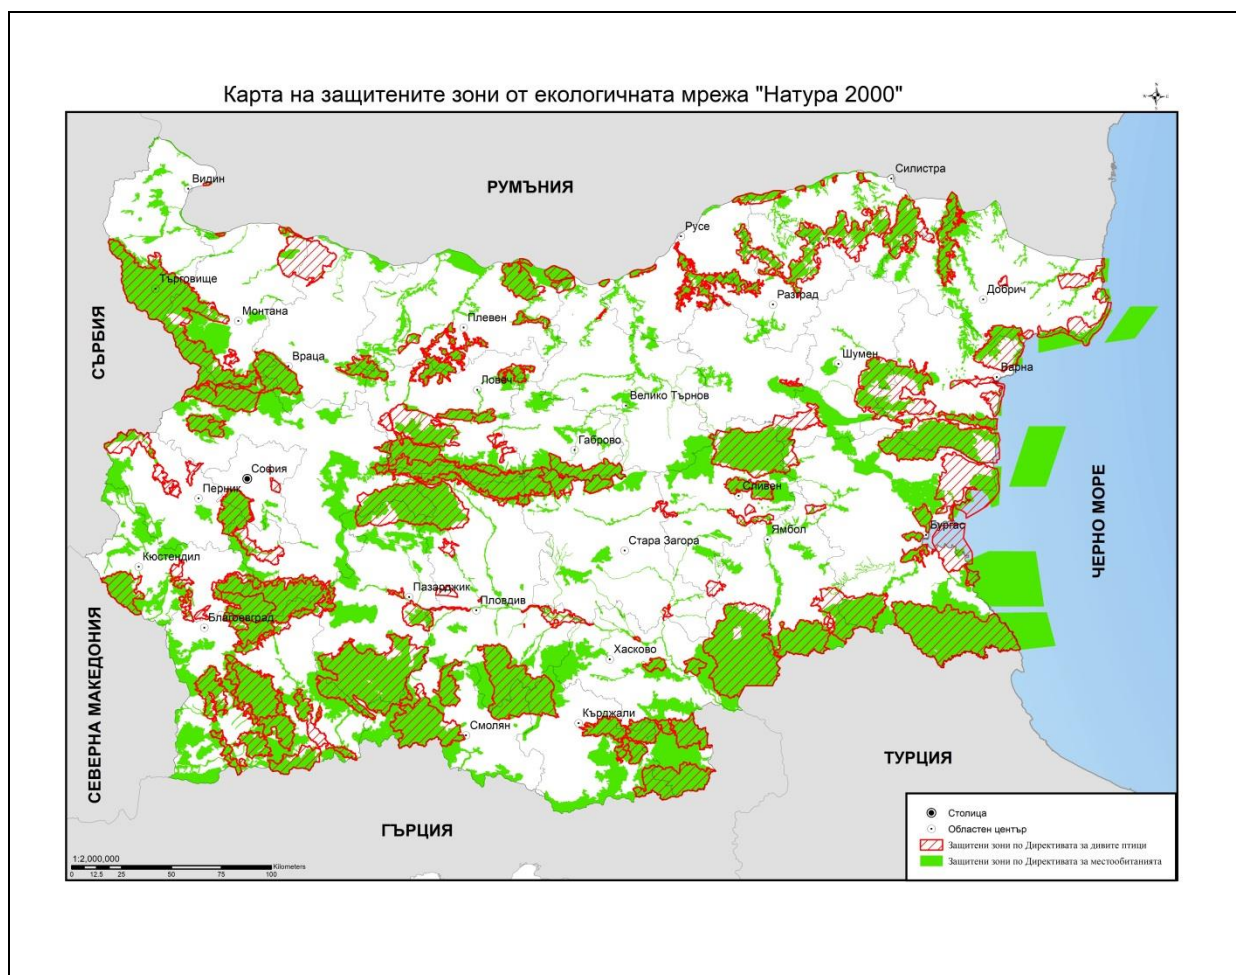 Карта на защитените зони от екологичната мрежа "Натура 2000"
Силистра
Видин
РУМЪНИЯ
Русе
Търговище
Добрич
Разград
Монтана
Плевен
СЪРБИЯ
Враца
Шумен
Варна
Ловеч
Велико Търнов
Габрово
София
ЧЕРНО МОРЕ
Перник
Сливен
Бургас
Ямбол
Стара Загора
Кюстендил
Пазарджик
Пловдив
Благоевград
СЕВЕРНА МАКЕДОНИЯ
Хасково
Кърджали
Смолян
ТУРЦИЯ
ГЪРЦИЯ
Столица
Областен център
Защитени зони по Директивата за дивите птици
Защитени зони по Директивата за местообитанията
1:2,000,000
Kilometers
0 12.5 25 50 75 100